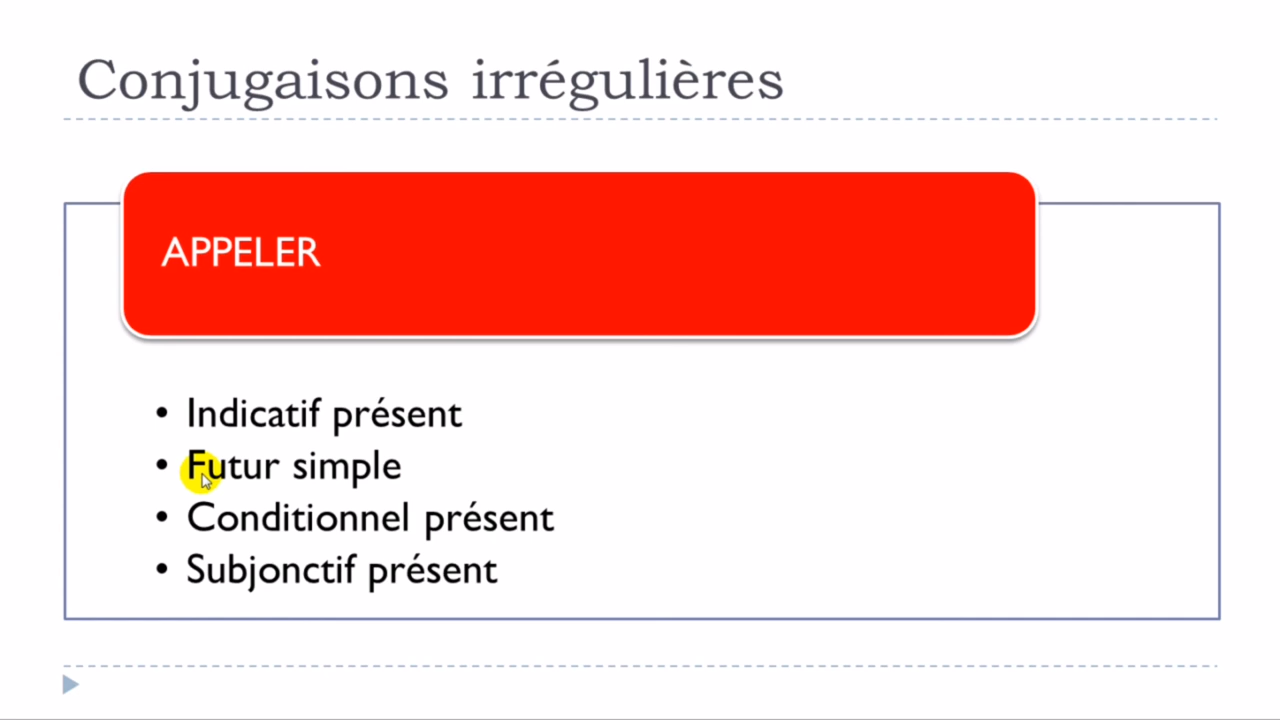 Conjugaisons irrégulières
APPELER
• Indicatif présent
• Futur simple
• Conditionnel présent
• Subjonctif présent